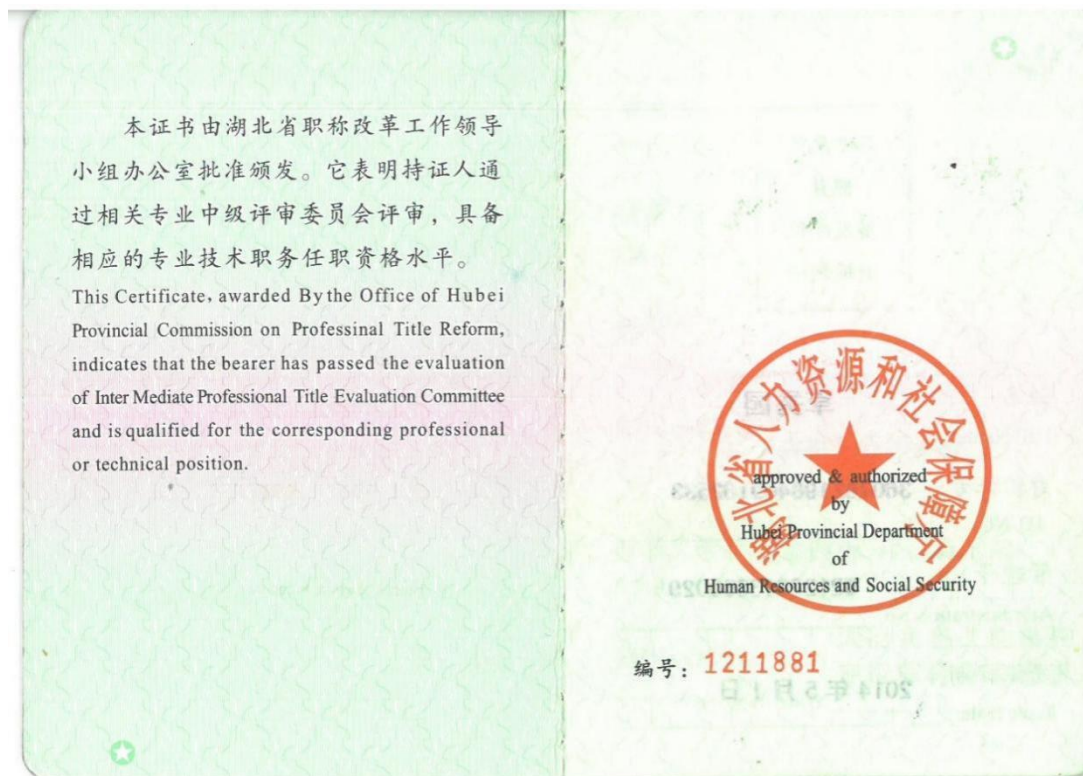 本证书由湖北省职称改革工作领导
小组办公室批准颁发。它表明持证人通
过相关专业中级评审委员会评审，具备
相应的专业技术职务任职资格水平。
This Certificate, awarded By the Office of Hubei
Provincial Commission on Professinal Title Reform,
indicates that the bearer has passed the evaluation
of Inter Mediate Professional Title Evaluation Committee
and is qualified for the corresponding professional
or technical position.
湖北省人力资源和社会保障厅
approved & authorized
by
Hubei Provincial Department
of
Human Resources and Social Security
编号：1211881
2014年5月1日